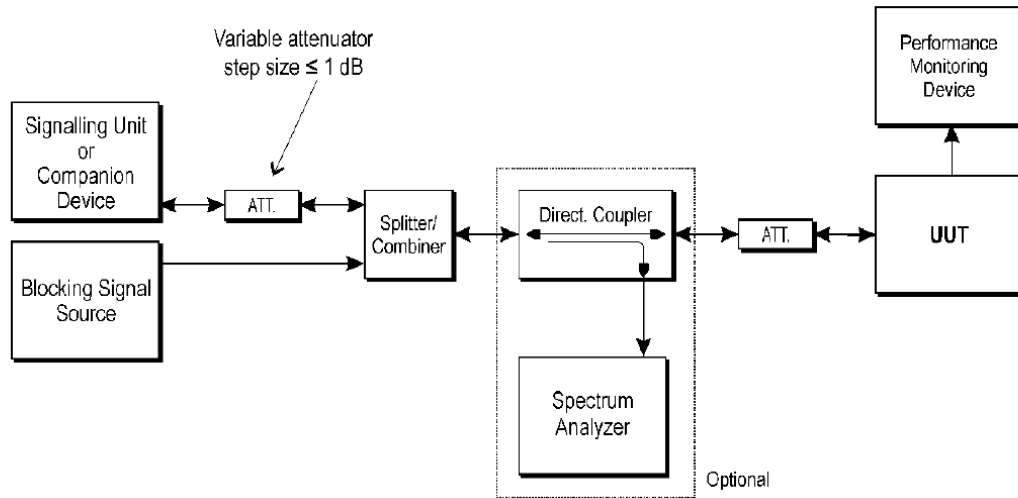 Variable attenuator
step size ≤ 1 dB
Performance
Monitoring
Device
Signalling Unit
or
Companion
Device
ATT.
Splitter/
Combiner
Direct. Coupler
ATT.
UUT
Blocking Signal
Source
Spectrum
Analyzer
Optional